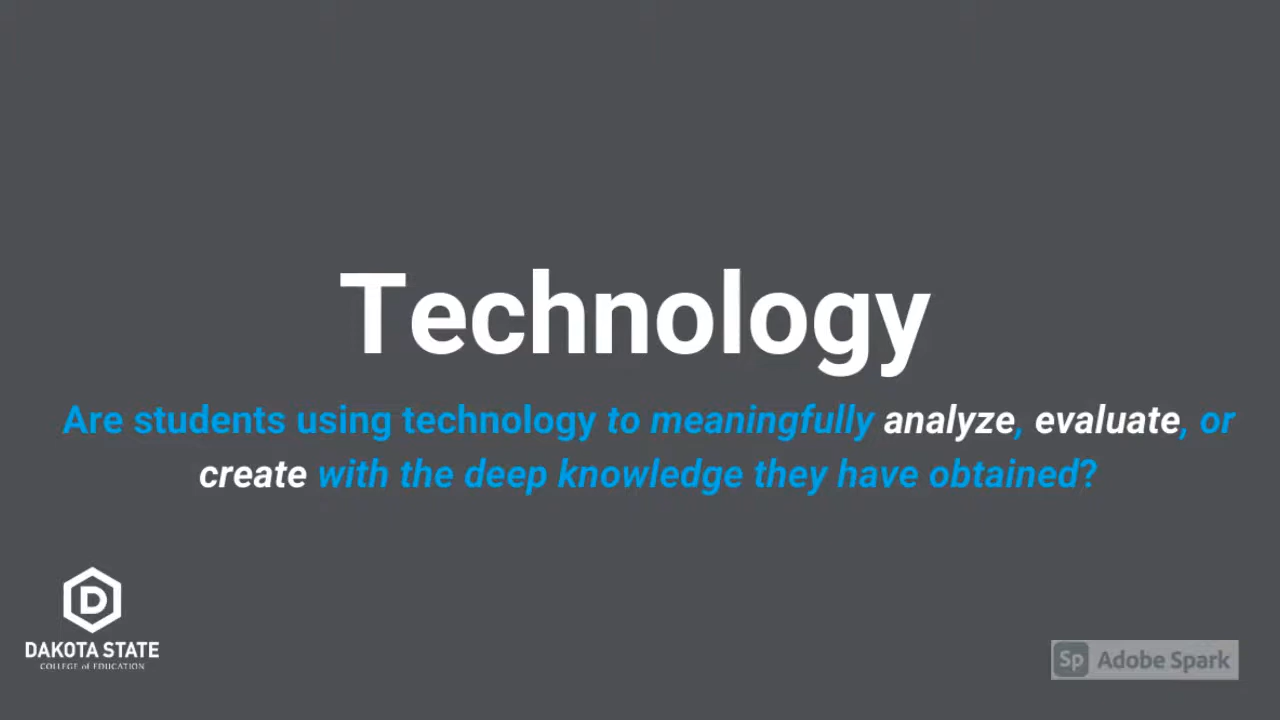 Technology
Are students using technology to meaningfully analyze, evaluate, or
create with the deep knowledge they have obtained?
D
DAKOTA STATE
COLLEGE of EDUCATION
Sp Adobe Spark